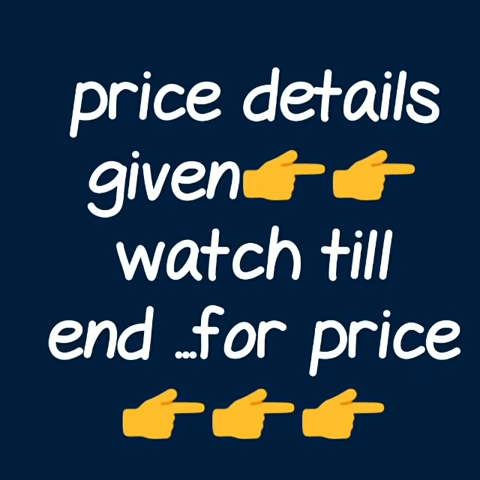 price details
given👉👉
watch till
end ...for price
👉👉👉